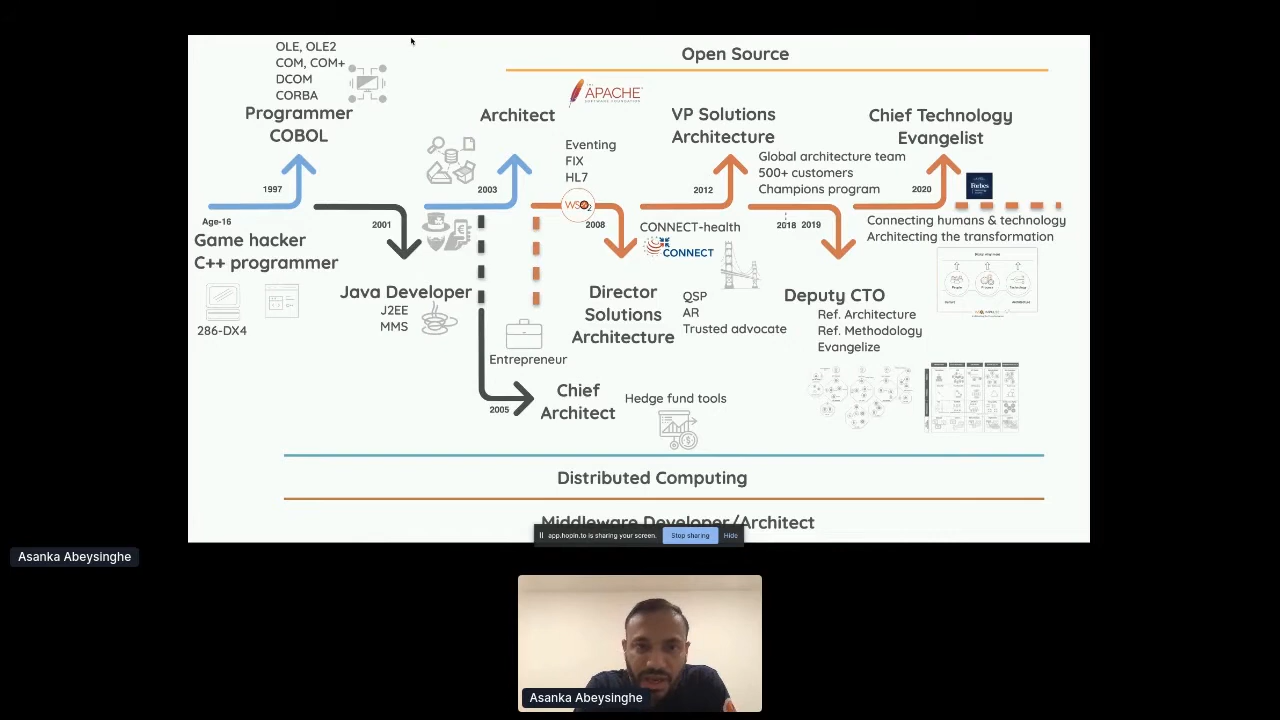 OLE, OLE2
COM, COM+
DCOM
CORBA
Programmer
COBOL
1997
Age-16
Game hacker
C++ programmer
286-DX4
2001
Java Developer
J2EE
MMS
Open Source
APACHE
Architect
2003
Eventing
FIX
HL7
WSO2
2008
Entrepreneur
2005
Chief
Architect
Hedge fund tools
Director
Solutions
Architecture
CONNECT-health
CONNECT
QSP
AR
Trusted advocate
VP Solutions
Architecture
2012
Global architecture team
500+ customers
Champions program
2018 2019
Deputy CTO
Ref. Architecture
Ref. Methodology
Evangelize
Chief Technology
Evangelist
2020
Forbes
Connecting humans & technology
Architecting the transformation
Distributed Computing
Middleware Developer/Architect
app.hopin.to is sharing your screen.
Stop sharing
Hide
Asanka Abeysinghe
Asanka Abeysinghe